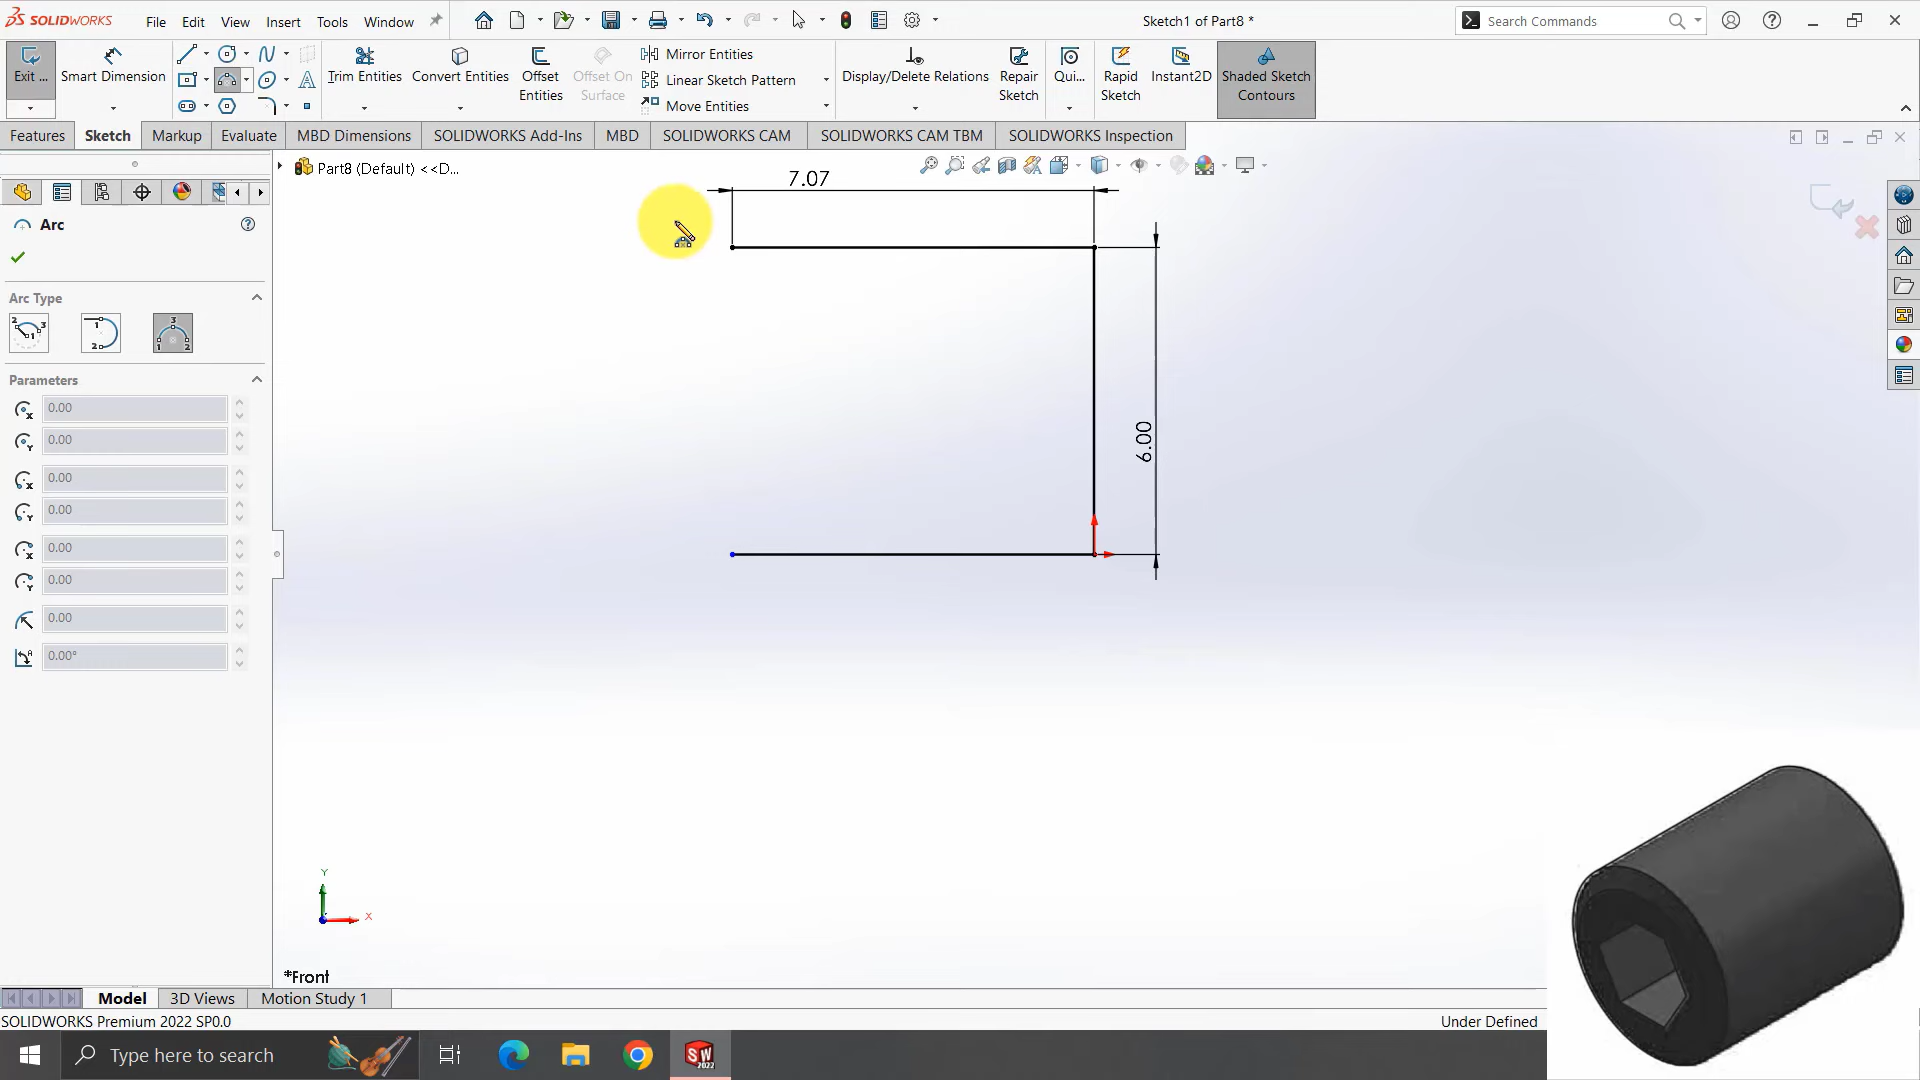 SOLIDWORKS File Edit View Insert Tools Window Sketch1 of Part8 * Search Commands
Exit ... Smart Dimension Trim Entities Convert Entities Offset Entities Offset On Surface Mirror Entities Linear Sketch Pattern Move Entities Display/Delete Relations Repair Sketch Qui... Rapid Sketch Instant2D Shaded Sketch Contours
Features Sketch Markup Evaluate MBD Dimensions SOLIDWORKS Add-Ins MBD SOLIDWORKS CAM SOLIDWORKS CAM TBM SOLIDWORKS Inspection
Part8 (Default) <<D...
7.07
Arc
Arc Type
Parameters
0.00
0.00
0.00
0.00
0.00
0.00
0.00
0.00°
6.00
Y
X
*Front
Model 3D Views Motion Study 1
SOLIDWORKS Premium 2022 SP0.0 Under Defined
Type here to search
SW 2022